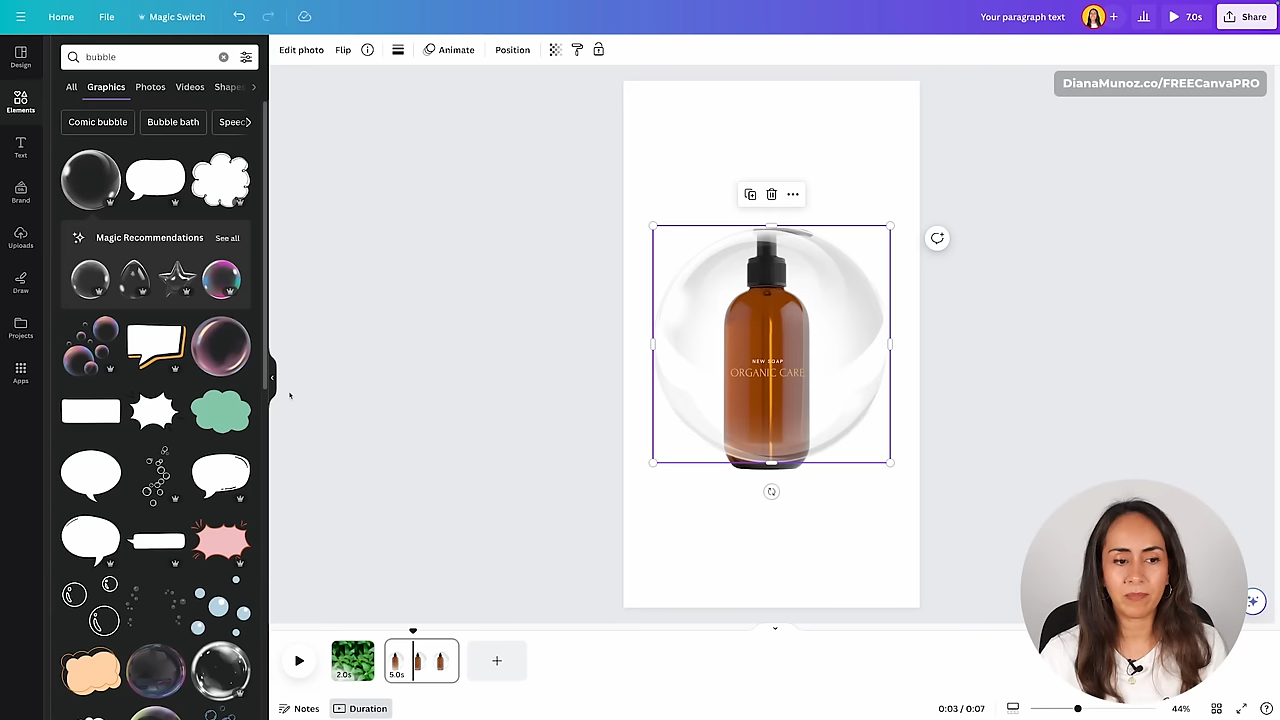 Home
File
Magic Switch
Your paragraph text
7.0s
Share
Design
Elements
Text
Brand
Uploads
Draw
Projects
Apps
bubble
All
Graphics
Photos
Videos
Shape
Comic bubble
Bubble bath
Speec
Magic Recommendations
See all
Edit photo
Flip
Animate
Position
DianaMunoz.co/FREECanvaPRO
NEW SOAP
ORGANIC CARE
2.0s
5.0s
Notes
Duration
0:03 / 0:07
44%